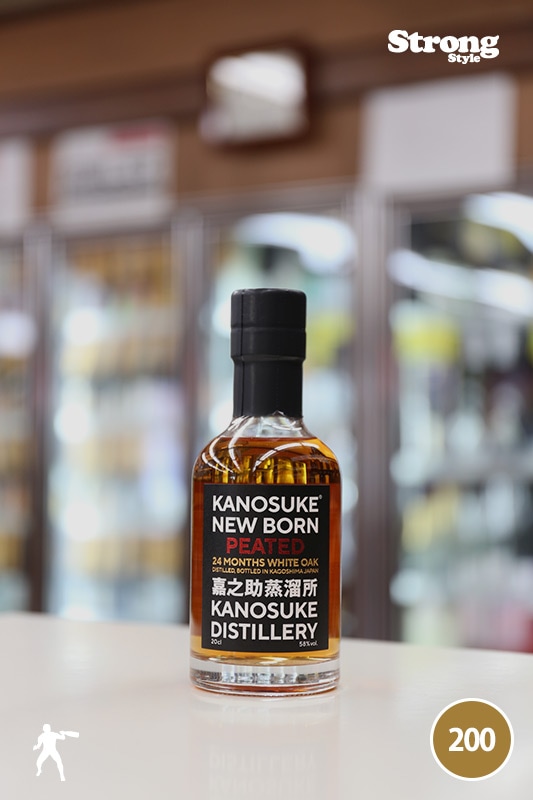 Strong
Style
KANOSUKE®
NEW BORN
PEATED
24 MONTHS WHITE OAK
DISTILLED, BOTTLED IN KAGOSHIMA JAPAN
嘉之助蒸溜所
KANOSUKE
DISTILLERY
20cl 58%vol.
200